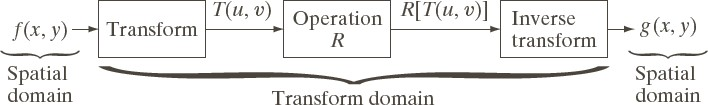 f(x, y)
Transform
T(u, v)
Operation
R
R[T(u, v)]
Inverse
transform
g(x, y)
Spatial
domain
Transform domain
Spatial
domain